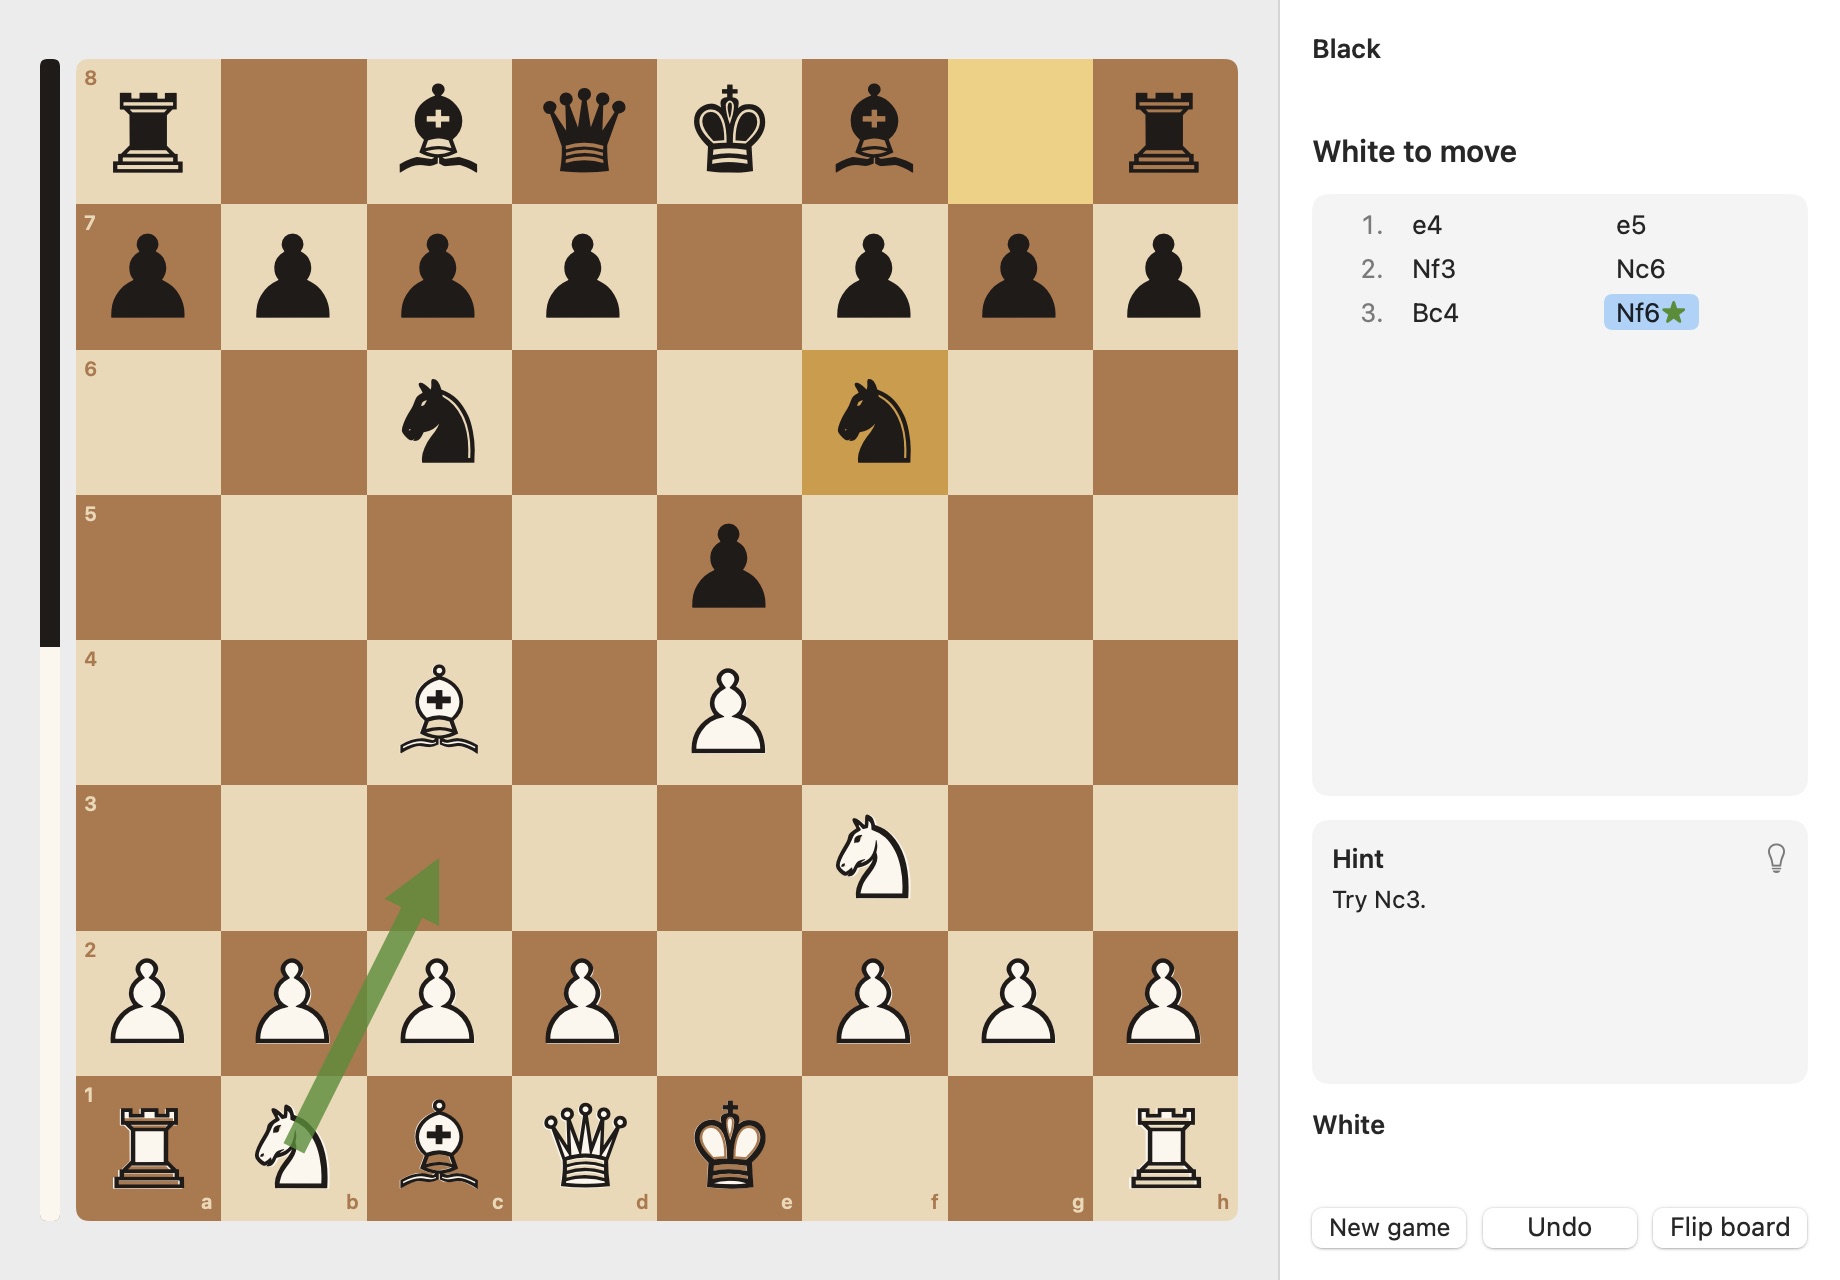 Black
White to move
1. e4 e5
2. Nf3 Nc6
3. Bc4 Nf6★
Hint
Try Nc3.
White
New game Undo Flip board
8
7
6
5
4
3
2
1
a b c d e f g h